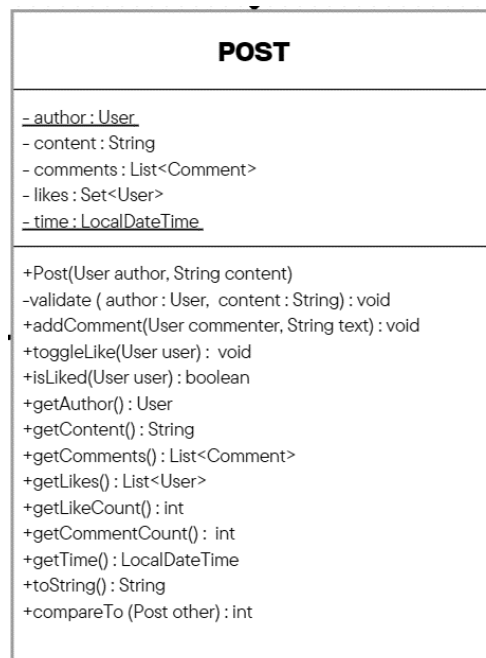 POST
- author : User
- content : String
- comments : List<Comment>
- likes : Set<User>
- time : LocalDateTime
+Post(User author, String content)
-validate ( author : User,  content : String) : void
+addComment(User commenter, String text) : void
+toggleLike(User user) :  void
+isLiked(User user) : boolean
+getAuthor() : User
+getContent() : String
+getComments() : List<Comment>
+getLikes() : List<User>
+getLikeCount() : int
+getCommentCount() :  int
+getTime() : LocalDateTime
+toString() : String
+compareTo (Post other) : int